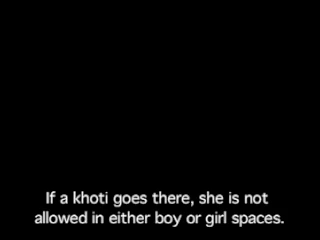 If a khoti goes there, she is not
allowed in either boy or girl spaces.